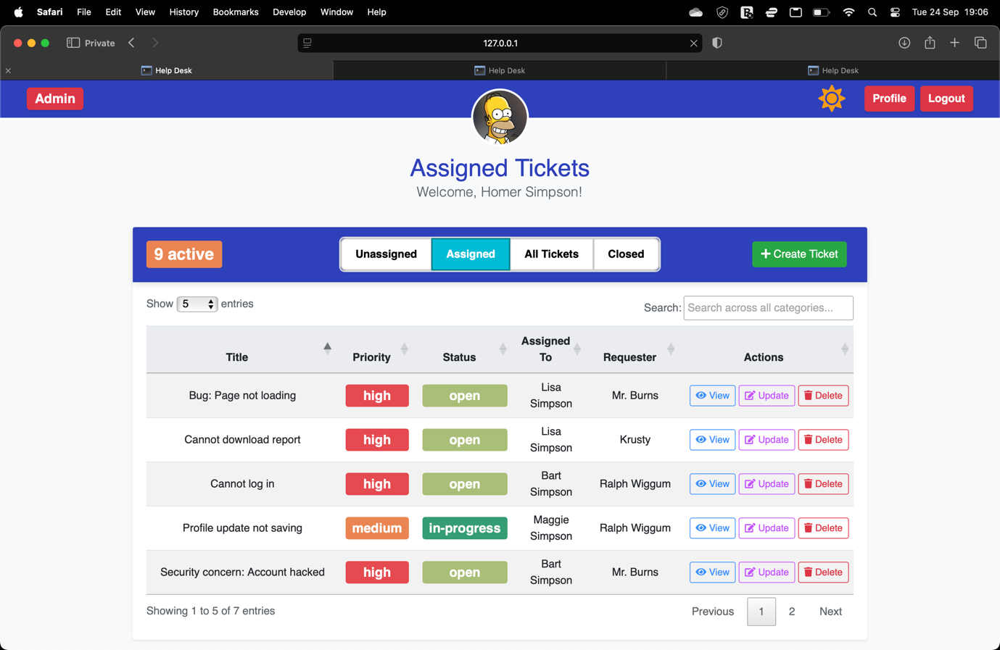 Safari File Edit View History Bookmarks Develop Window Help Tue 24 Sep 19:06
Private 127.0.0.1
Help Desk Help Desk Help Desk
Admin Profile Logout
Assigned Tickets
Welcome, Homer Simpson!
9 active Unassigned Assigned All Tickets Closed Create Ticket
Show 5 entries Search: Search across all categories...
Title Priority Status Assigned To Requester Actions
Bug: Page not loading high open Lisa Simpson Mr. Burns View Update Delete
Cannot download report high open Lisa Simpson Krusty View Update Delete
Cannot log in high open Bart Simpson Ralph Wiggum View Update Delete
Profile update not saving medium in-progress Maggie Simpson Ralph Wiggum View Update Delete
Security concern: Account hacked high open Bart Simpson Mr. Burns View Update Delete
Showing 1 to 5 of 7 entries Previous 1 2 Next